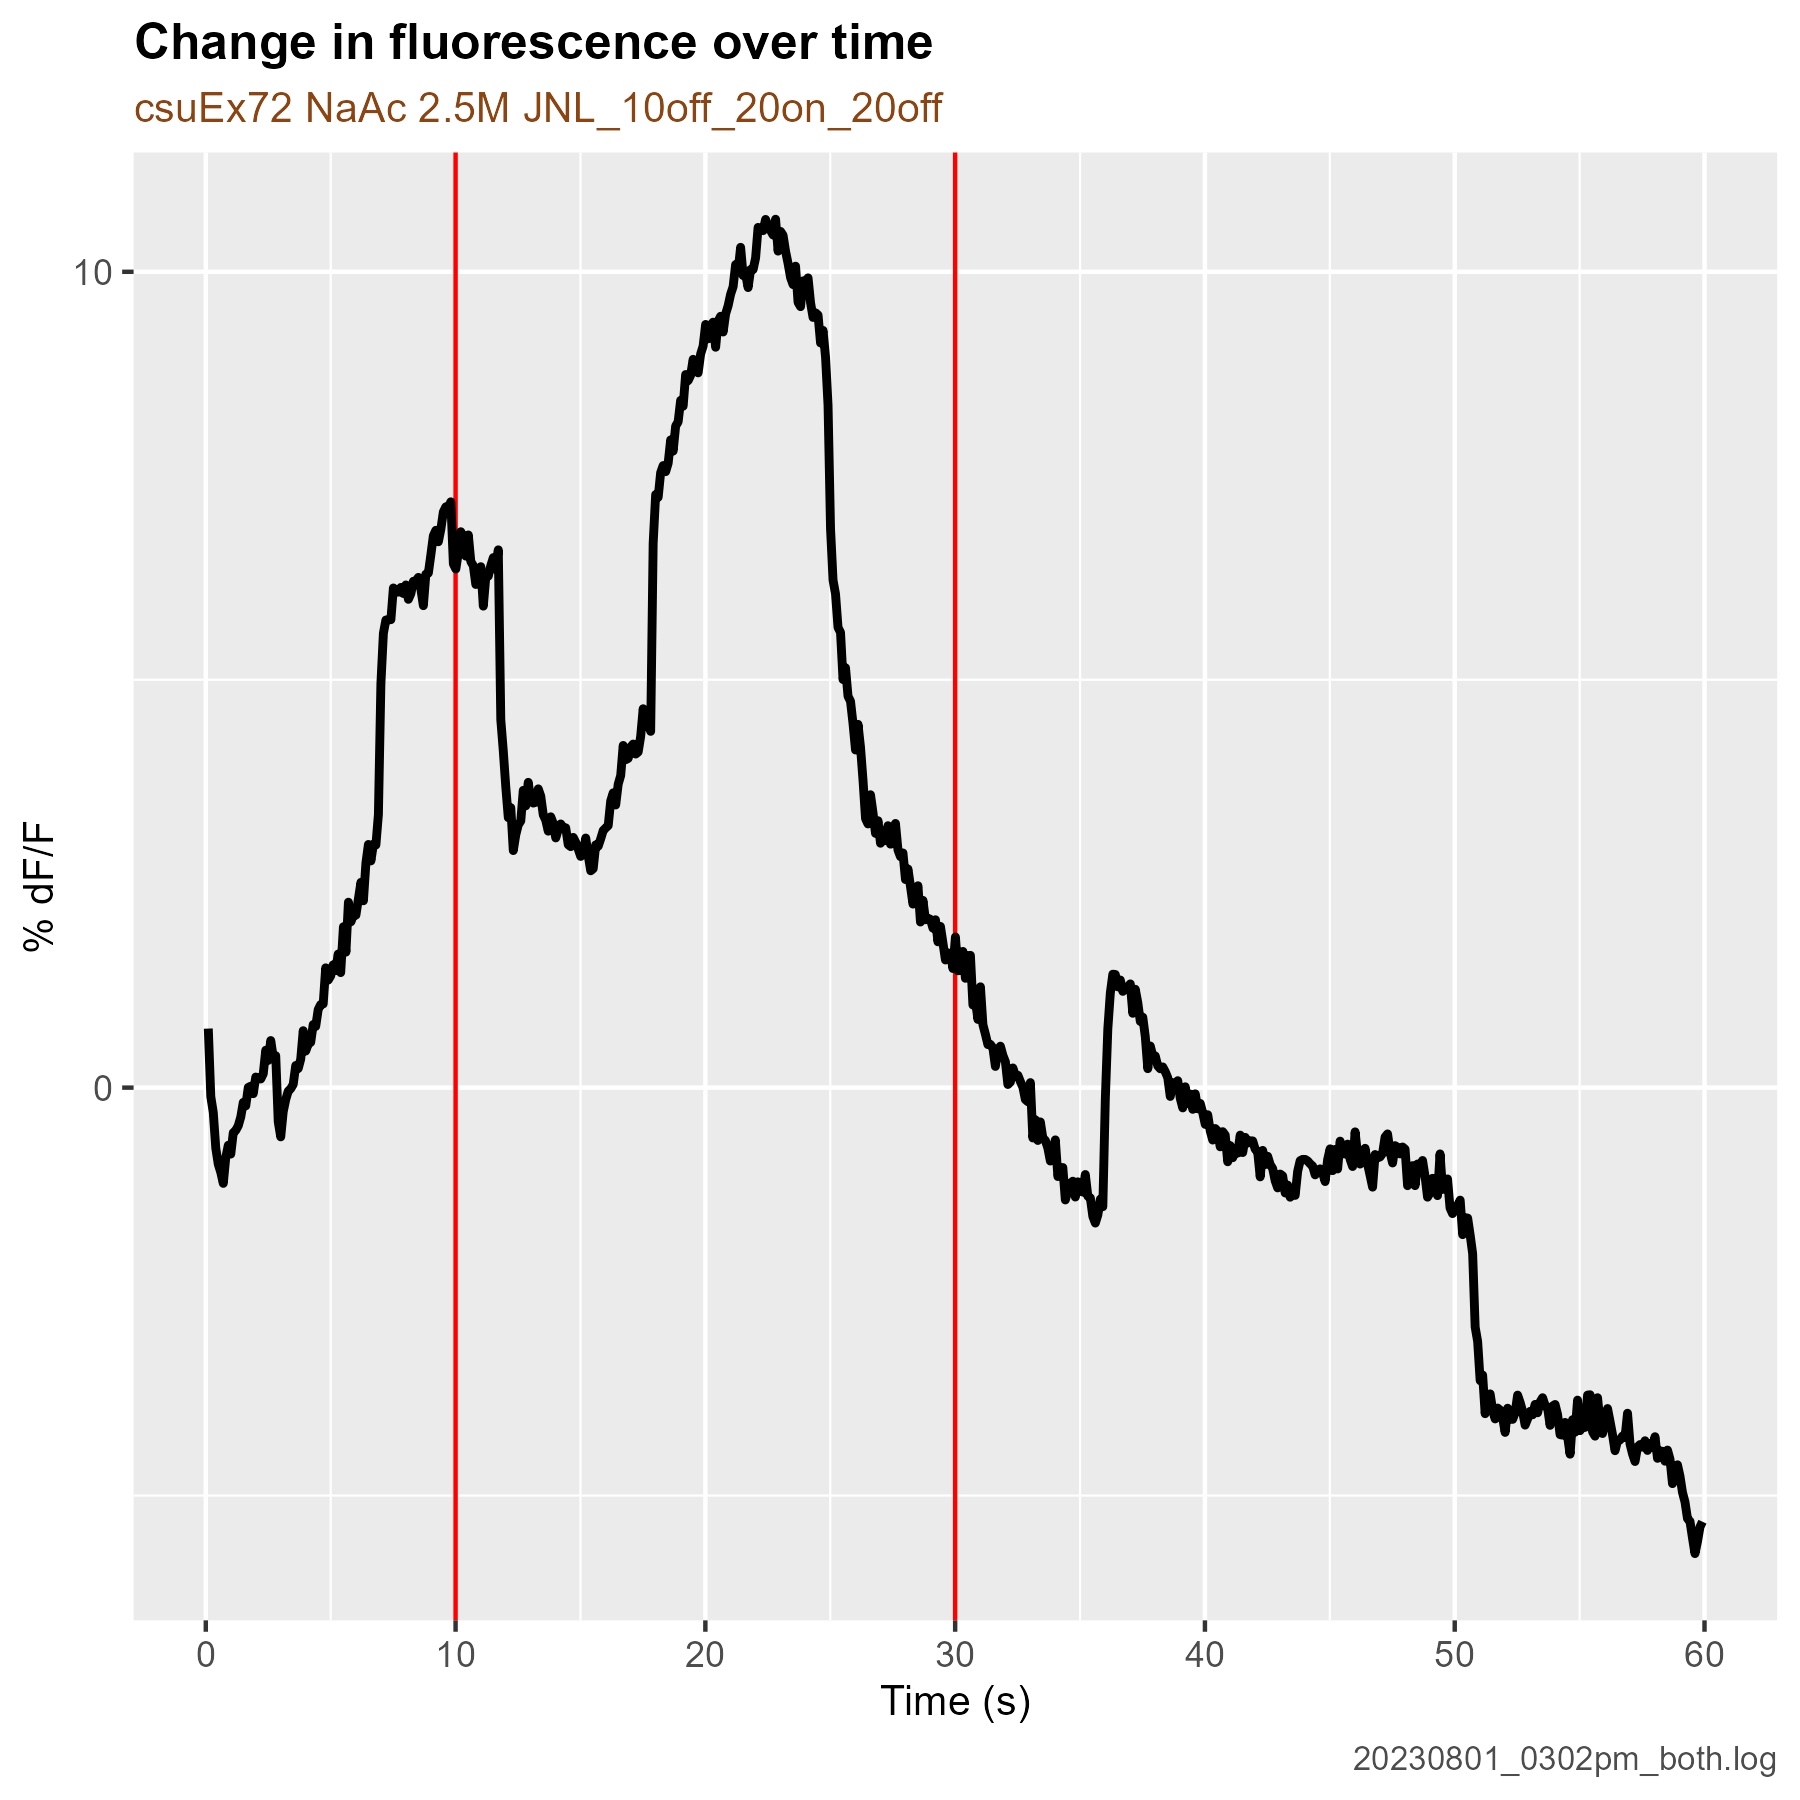 Change in fluorescence over time
csuEx72 NaAc 2.5M JNL_10off_20on_20off
10
0
% dF/F
0 10 20 30 40 50 60
Time (s)
20230801_0302pm_both.log